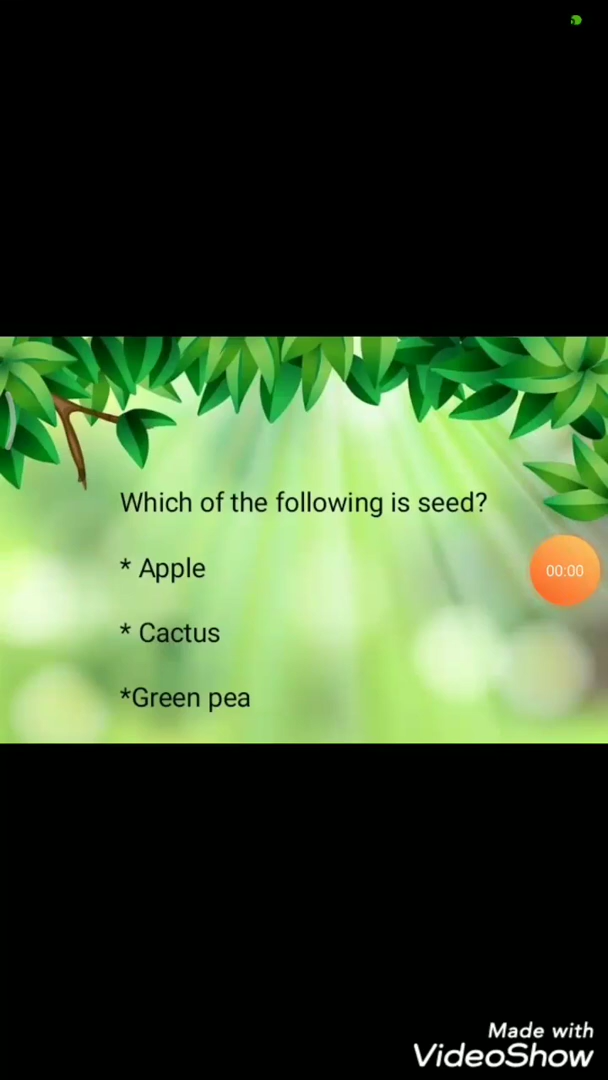 Which of the following is seed?
* Apple
00:00
* Cactus
*Green pea
Made with
VideoShow